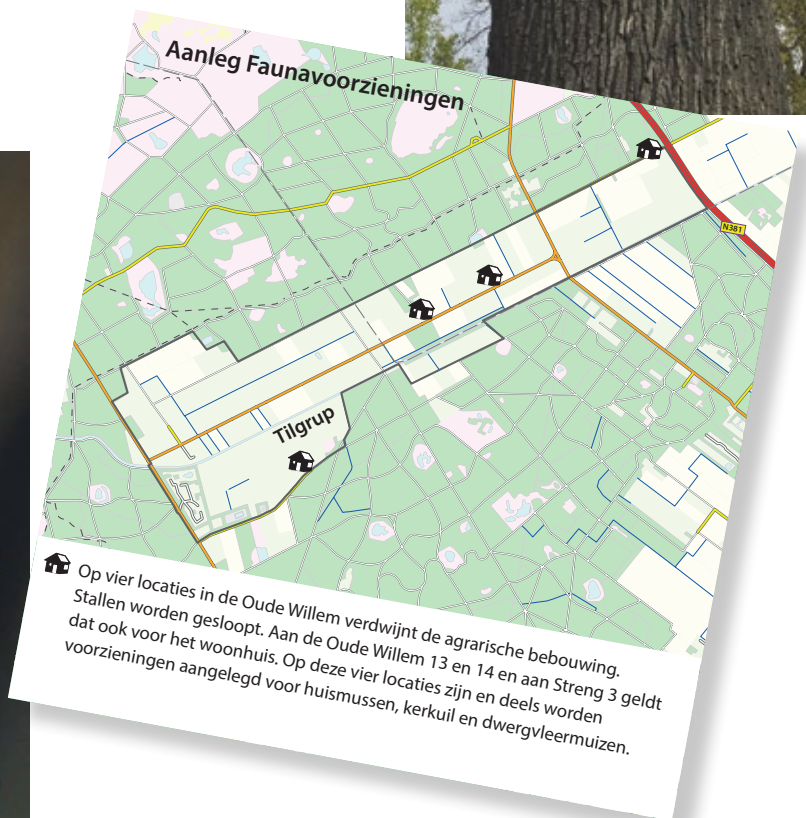 Aanleg Faunavoorzieningen
N381
Tilgrup
Op vier locaties in de Oude Willem verdwijnt de agrarische bebouwing.
Stallen worden gesloopt. Aan de Oude Willem 13 en 14 en aan Streng 3 geldt
dat ook voor het woonhuis. Op deze vier locaties zijn en deels worden
voorzieningen aangelegd voor huismussen, kerkuil en dwergvleermuizen.